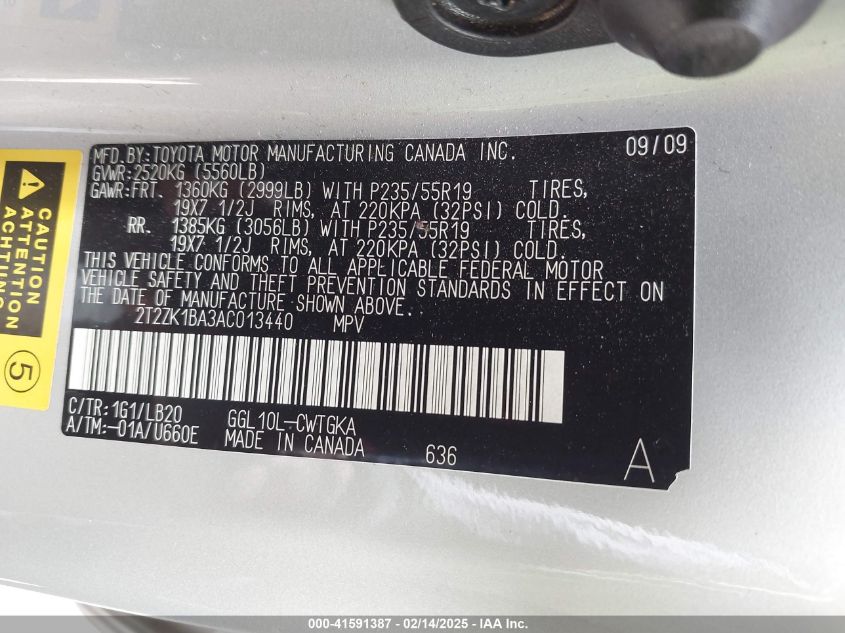 MFD. BY: TOYOTA MOTOR MANUFACTURING CANADA INC. 09/09
GVWR: 2520KG (5560LB)
GAWR: FRT 1360KG (2999LB) WITH P235/55R19 TIRES,
19X7 1/2J RIMS, AT 220KPA (32PSI) COLD.
RR. 1385KG (3056LB) WITH P235/55R19 TIRES,
19X7 1/2J RIMS, AT 220KPA (32PSI) COLD.
THIS VEHICLE CONFORMS TO ALL APPLICABLE FEDERAL MOTOR
VEHICLE SAFETY AND THEFT PREVENTION STANDARDS IN EFFECT ON
THE DATE OF MANUFACTURE SHOWN ABOVE.
2T2ZK1BA3AC013440 MPV
C/TR: 1G1/LB20 GGL10L-CWTGKA
A/TM: -01A/U660E MADE IN CANADA 636 A
CAUTION
ATTENTION
ACHTUNG
5
000-41591387 - 02/14/2025 - IAA Inc.